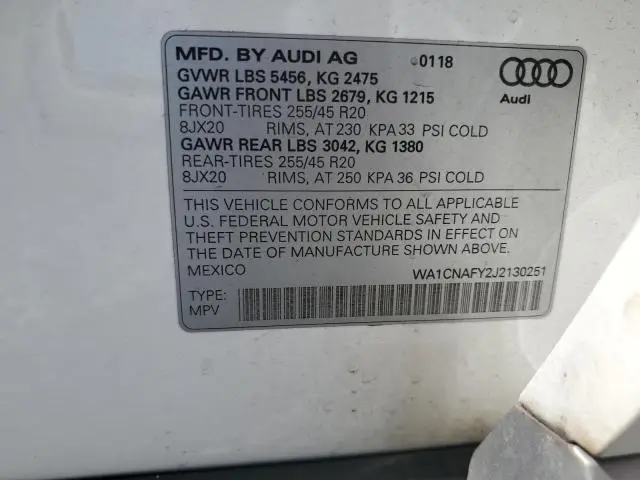 MFD. BY AUDI AG 0118
GVWR LBS 5456, KG 2475
GAWR FRONT LBS 2679, KG 1215
FRONT-TIRES 255/45 R20
8JX20 RIMS, AT 230 KPA 33 PSI COLD
GAWR REAR LBS 3042, KG 1380
REAR-TIRES 255/45 R20
8JX20 RIMS, AT 250 KPA 36 PSI COLD
Audi
THIS VEHICLE CONFORMS TO ALL APPLICABLE
U.S. FEDERAL MOTOR VEHICLE SAFETY AND
THEFT PREVENTION STANDARDS IN EFFECT ON
THE DATE OF MANUFACTURE SHOWN ABOVE.
MEXICO WA1CNAFY2J2130251
TYPE:
MPV